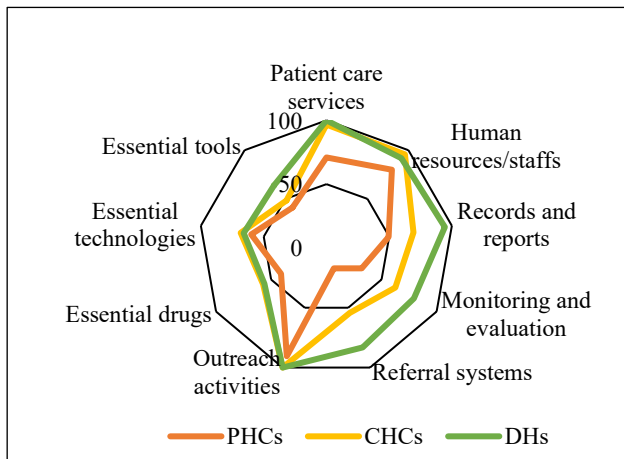 Patient care
services
100
Essential tools
Human
resources/staffs
50
Essential
technologies
Records and
reports
0
Essential drugs
Monitoring and
evaluation
Outreach
activities
Referral systems
PHCs
CHCs
DHs